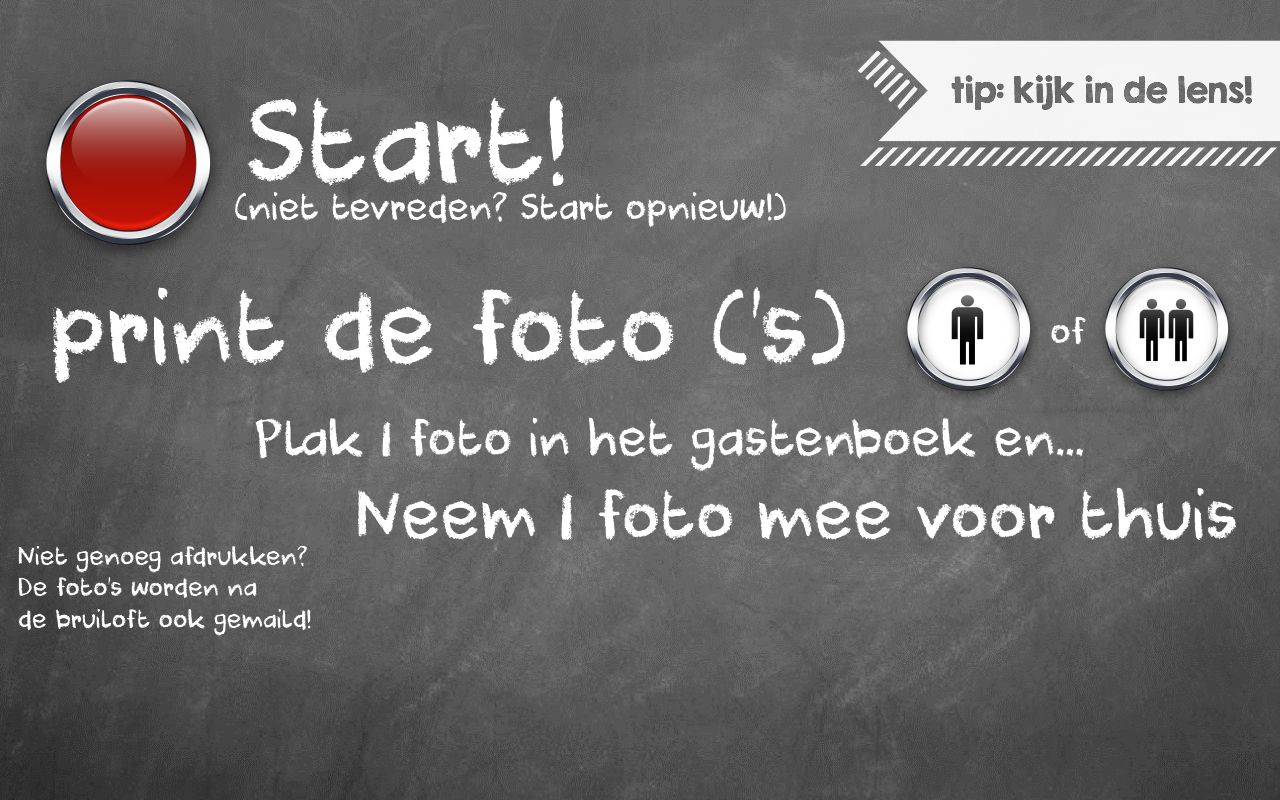 tip: kijk in de lens!
Start!
(niet tevreden? Start opnieuw!)
print de foto ('s)
of
Plak 1 foto in het gastenboek en...
Neem 1 foto mee voor thuis
Niet genoeg afdrukken?
De foto's worden na
de bruiloft ook gemaild!